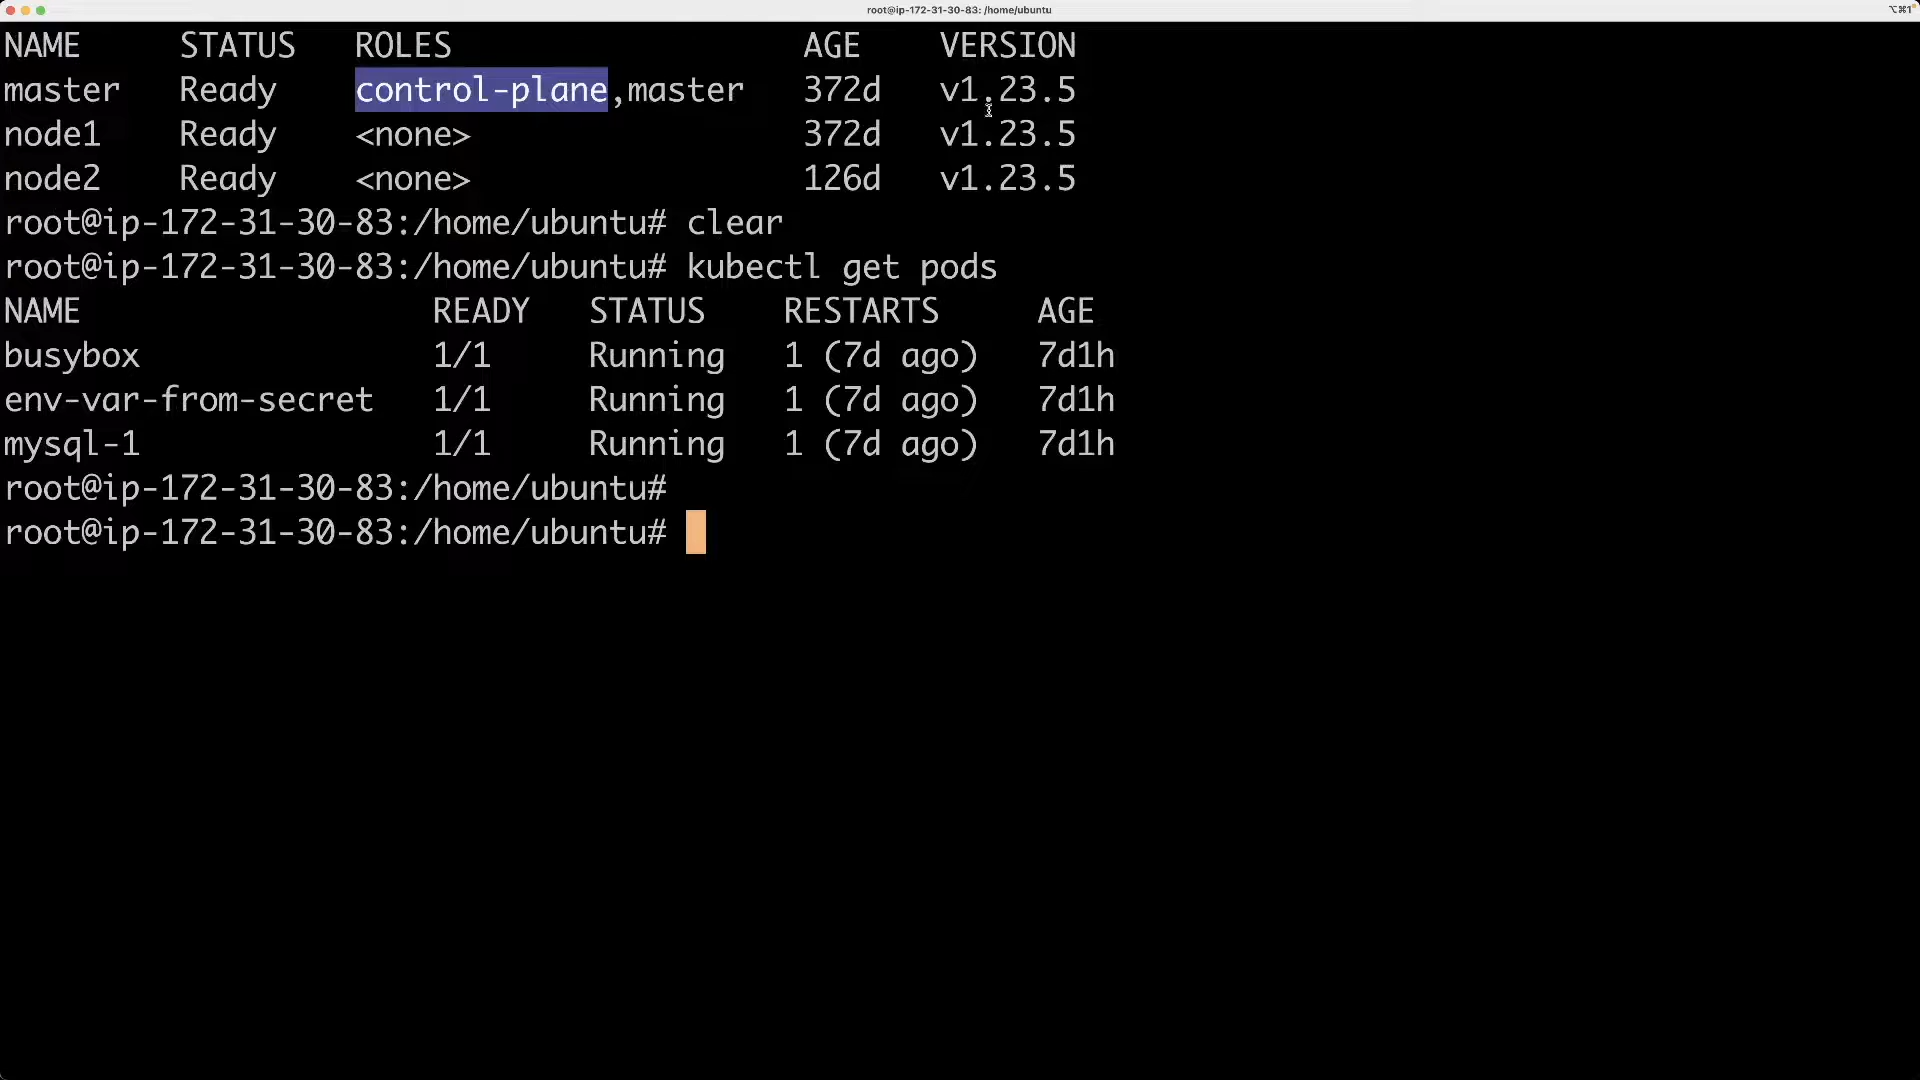 root@ip-172-31-30-83: /home/ubuntu
⌥⌘1
NAME STATUS ROLES AGE VERSION
master Ready control-plane,master 372d v1.23.5
node1 Ready <none> 372d v1.23.5
node2 Ready <none> 126d v1.23.5
root@ip-172-31-30-83:/home/ubuntu# clear
root@ip-172-31-30-83:/home/ubuntu# kubectl get pods
NAME READY STATUS RESTARTS AGE
busybox 1/1 Running 1 (7d ago) 7d1h
env-var-from-secret 1/1 Running 1 (7d ago) 7d1h
mysql-1 1/1 Running 1 (7d ago) 7d1h
root@ip-172-31-30-83:/home/ubuntu#
root@ip-172-31-30-83:/home/ubuntu#